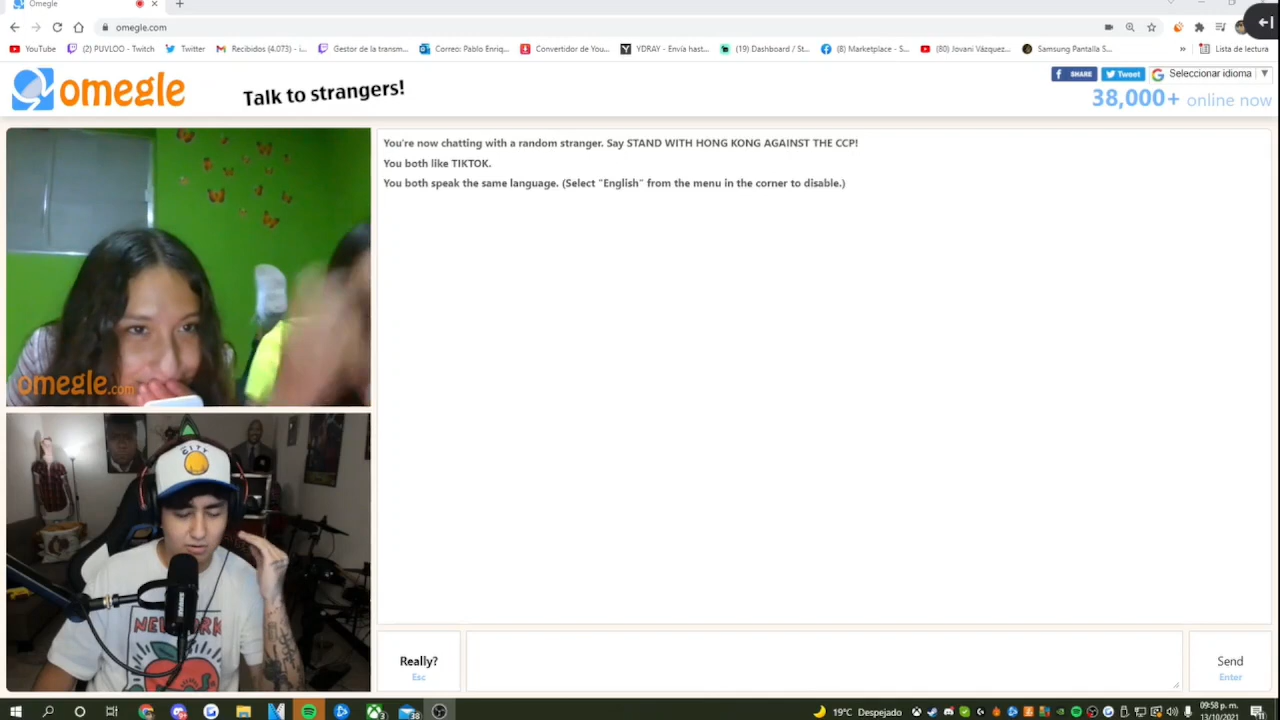 Omegle
omegle.com
YouTube
(2) PUVLOO - Twitch
Twitter
Recibidos (4.073) - i...
Gestor de la transm...
Correo: Pablo Enriq...
Convertidor de You...
YDRAY - Envía hast...
(19) Dashboard / St...
(8) Marketplace - S...
(80) Jovani Vázquez...
Samsung Pantalla S...
»
Lista de lectura
omegle
Talk to strangers!
SHARE
Tweet
Seleccionar idioma
38,000+ online now
You're now chatting with a random stranger. Say STAND WITH HONG KONG AGAINST THE CCP!
You both like TIKTOK.
You both speak the same language. (Select "English" from the menu in the corner to disable.)
omegle.com
CITY
NEW YORK
Really?
Esc
Send
Enter
19°C Despejado
09:58 p. m.
13/10/2021